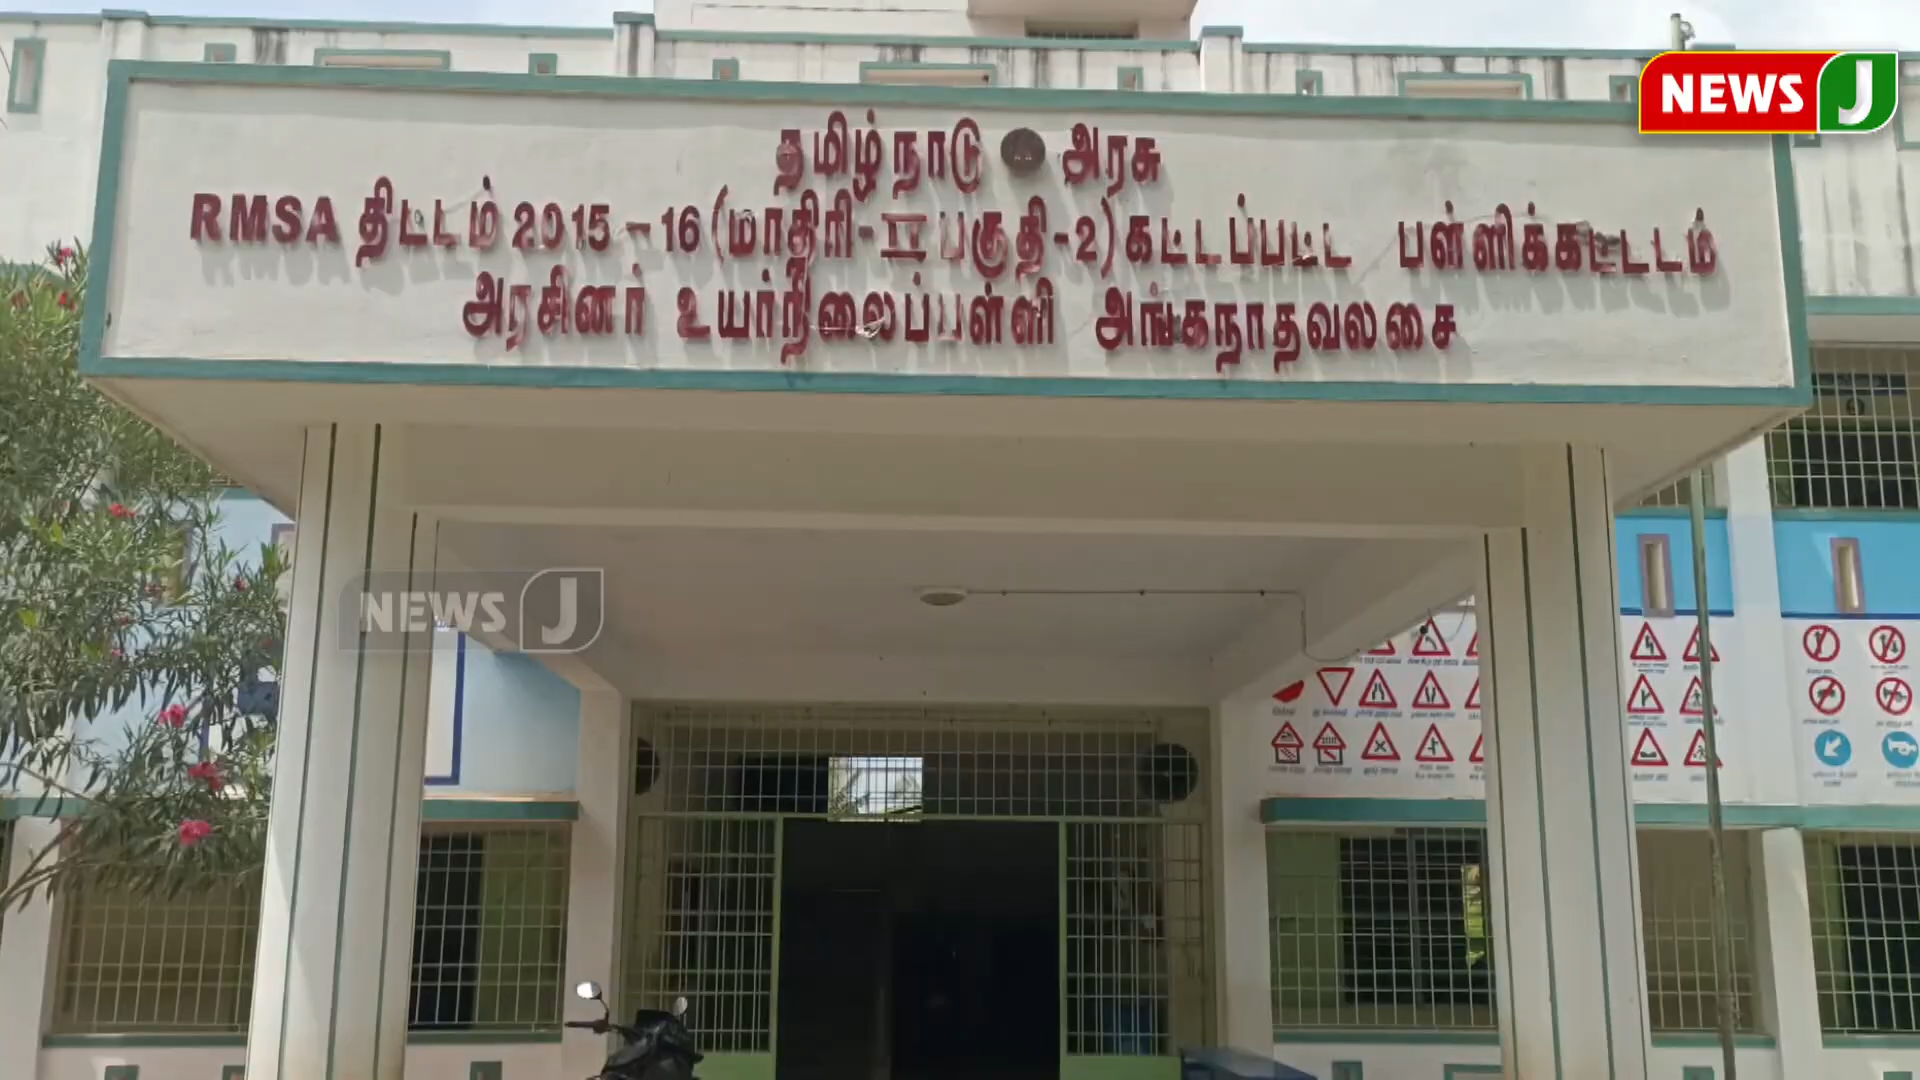 NEWS J
தமிழ்நாடு அரசு
RMSA திட்டம் 2015 - 16 (மாதிரி-IV பகுதி-2) கட்டப்பட்ட பள்ளிக்கட்டடம்
அரசினர் உயர்நிலைப்பள்ளி அங்கநாதவலசை
NEWS J